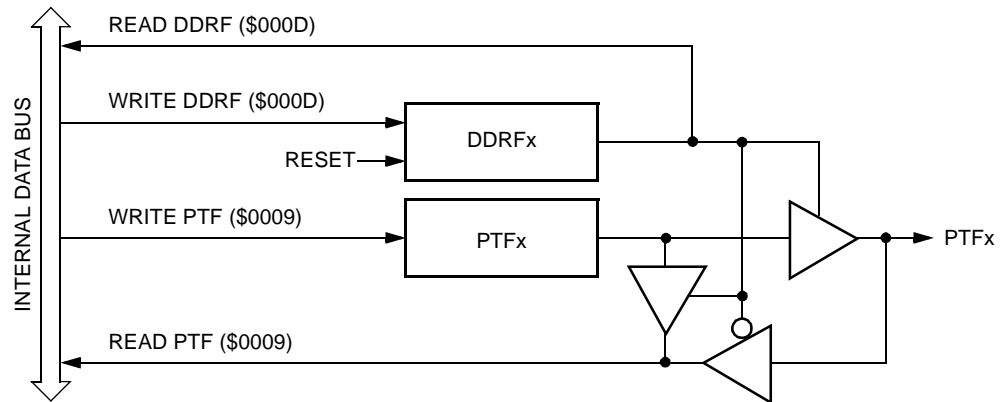 READ DDRF ($000D)
WRITE DDRF ($000D)
DDRFx
RESET
WRITE PTF ($0009)
PTFx
PTFx
READ PTF ($0009)
INTERNAL DATA BUS